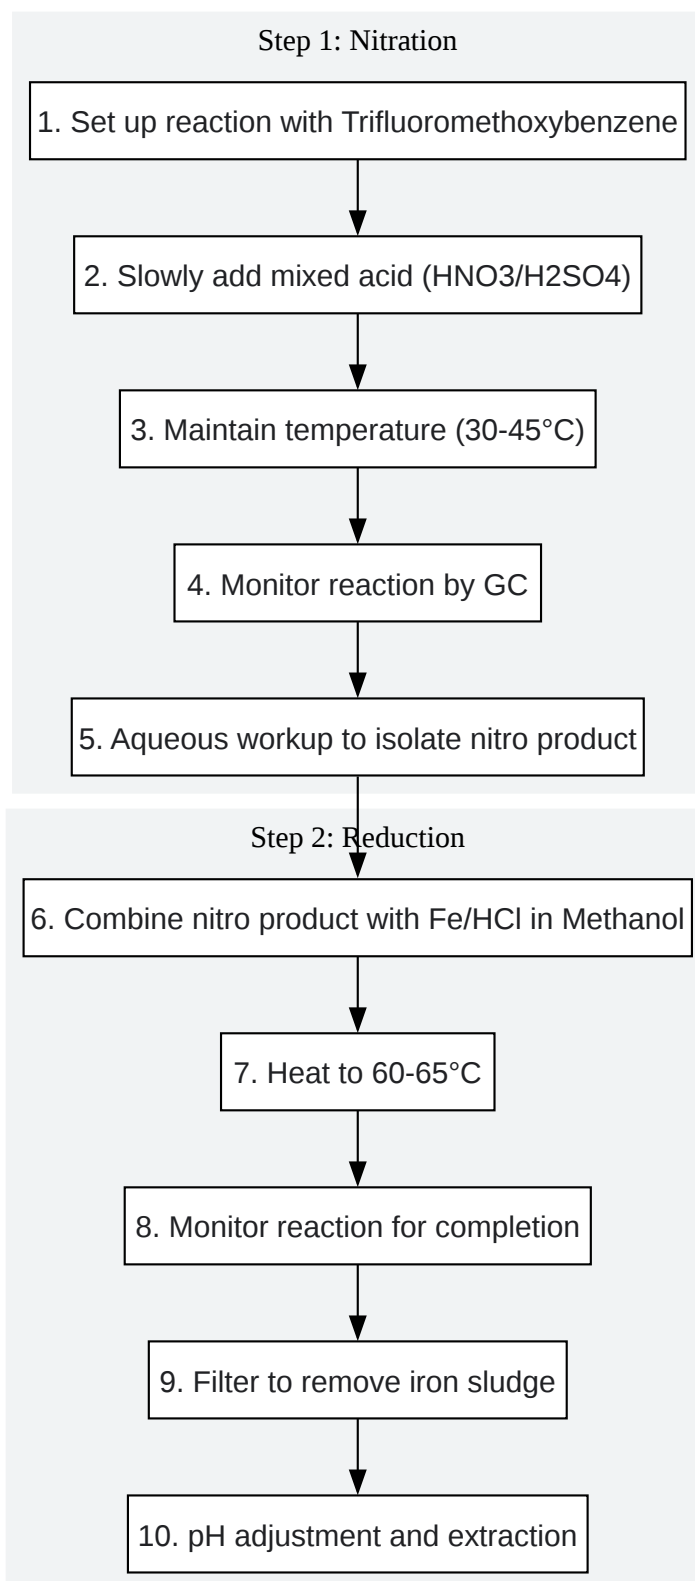 Step 1: Nitration
1. Set up reaction with Trifluoromethoxybenzene
2. Slowly add mixed acid (HNO3/H2SO4)
3. Maintain temperature (30-45°C)
4. Monitor reaction by GC
5. Aqueous workup to isolate nitro product
Step 2: Reduction
6. Combine nitro product with Fe/HCl in Methanol
7. Heat to 60-65°C
8. Monitor reaction for completion
9. Filter to remove iron sludge
10. pH adjustment and extraction